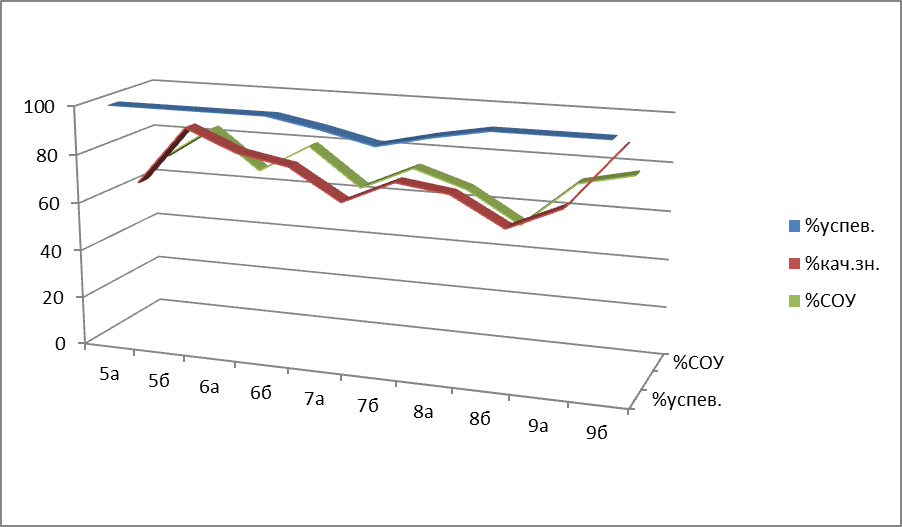 100
80
60
40
20
0
5а
5б
6а
6б
7а
7б
8а
8б
9а
9б
%СОУ
%успев.
%успев.
%кач.зн.
%СОУ